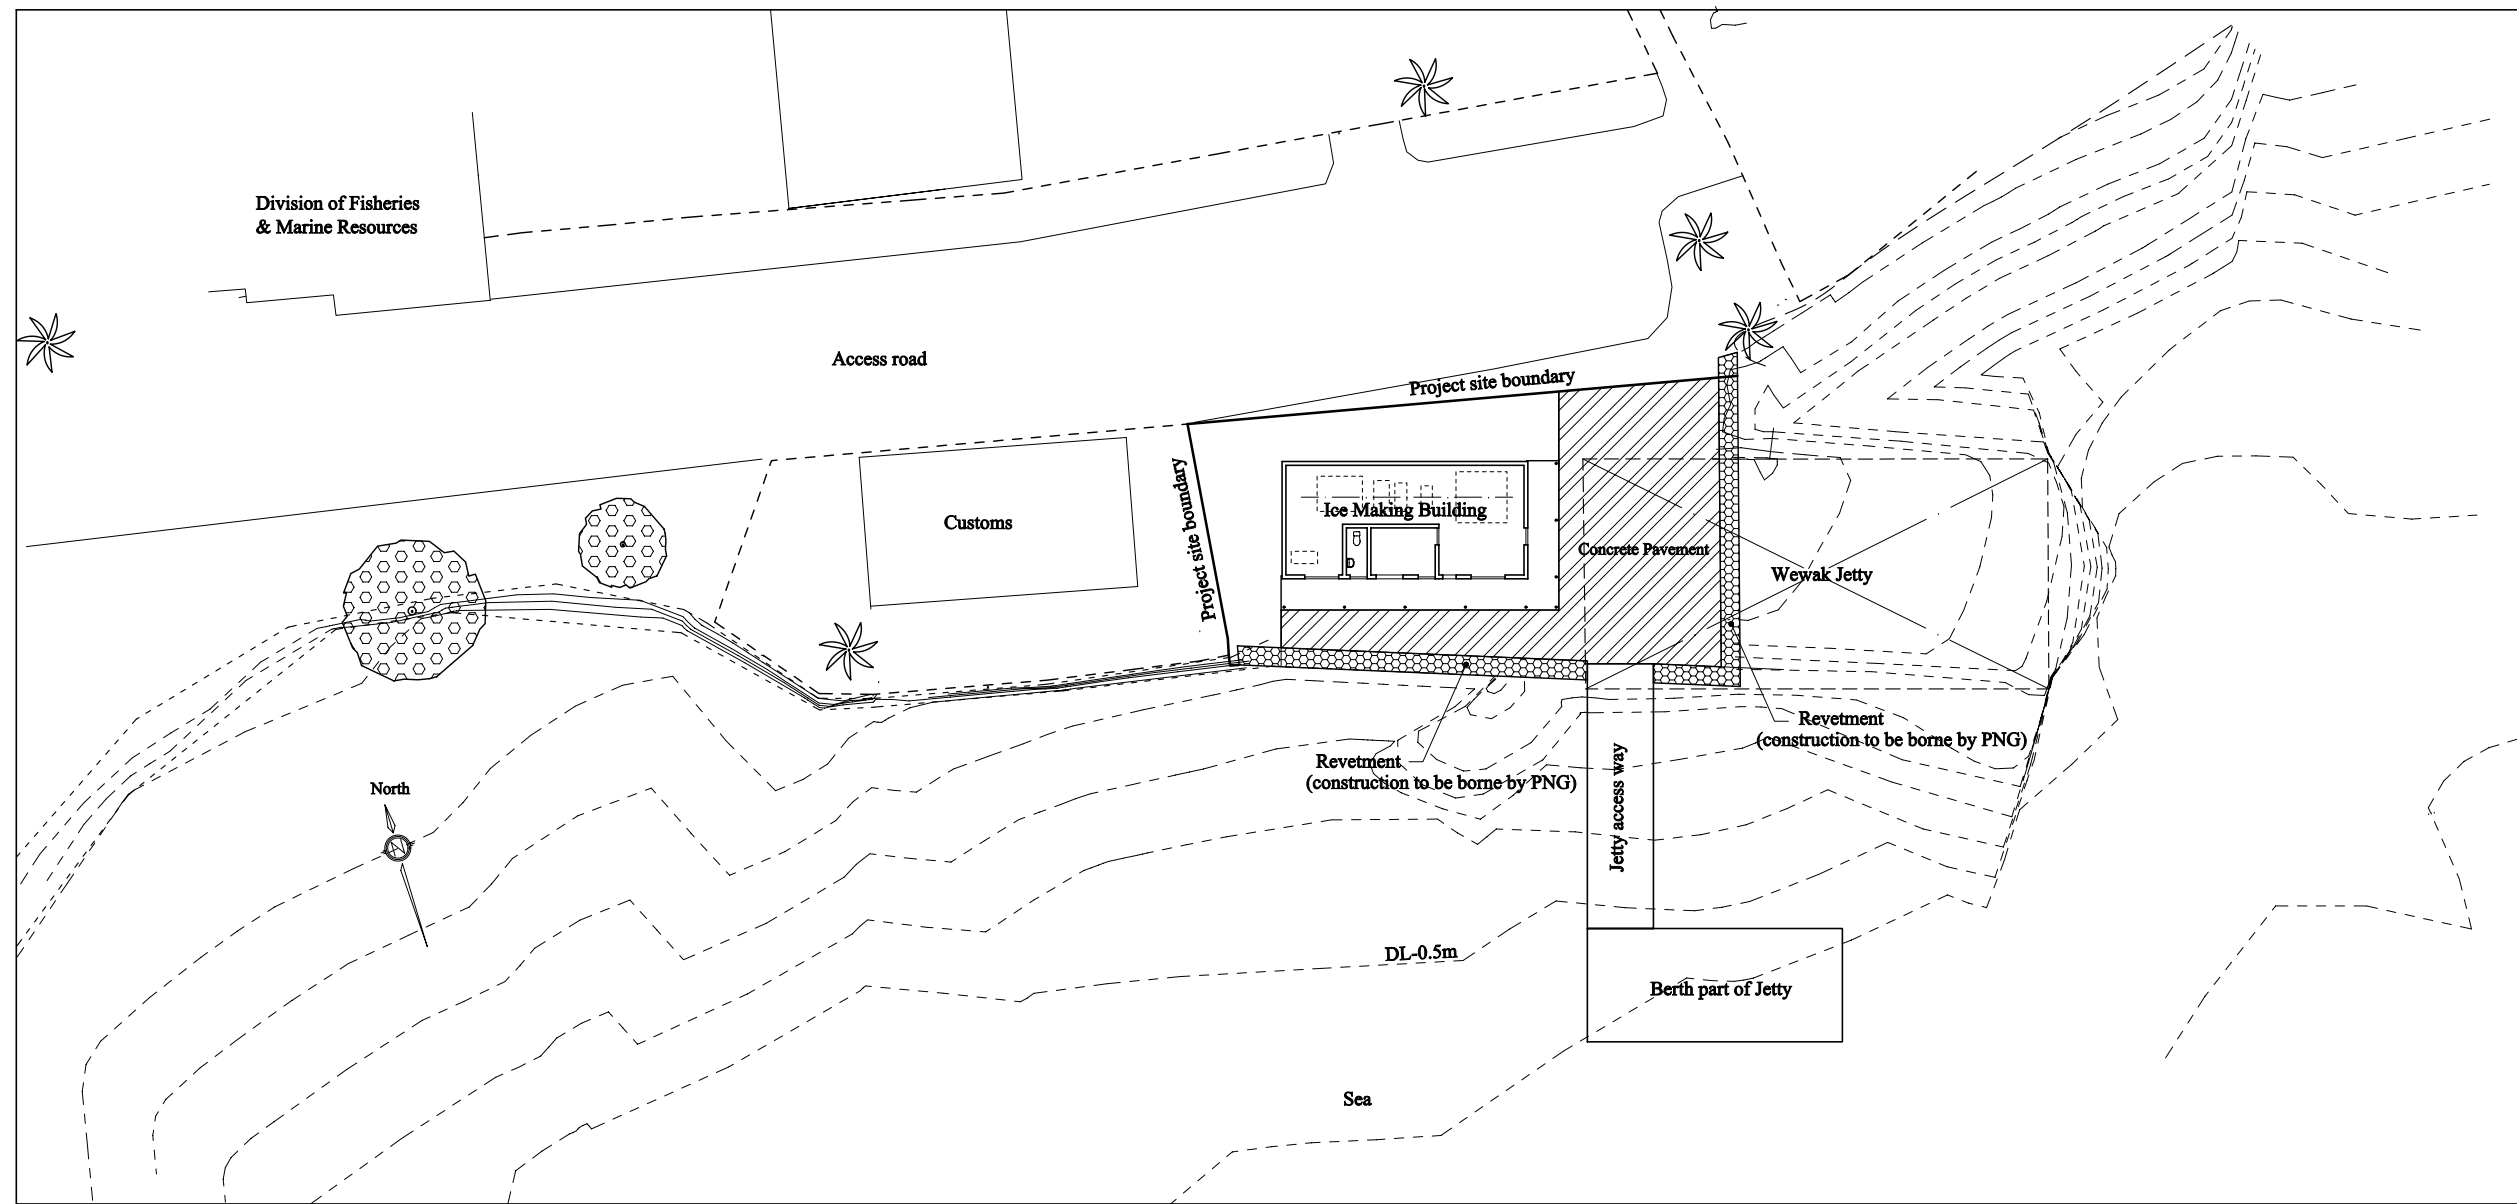 Division of Fisheries
& Marine Resources
Access road
Project site boundary
Project site boundary
Customs
Ice Making Building
Concrete Pavement
Wewak Jetty
Revetment
(construction to be borne by PNG)
Revetment
(construction to be borne by PNG)
Jetty access way
North
DL-0.5m
Berth part of Jetty
Sea